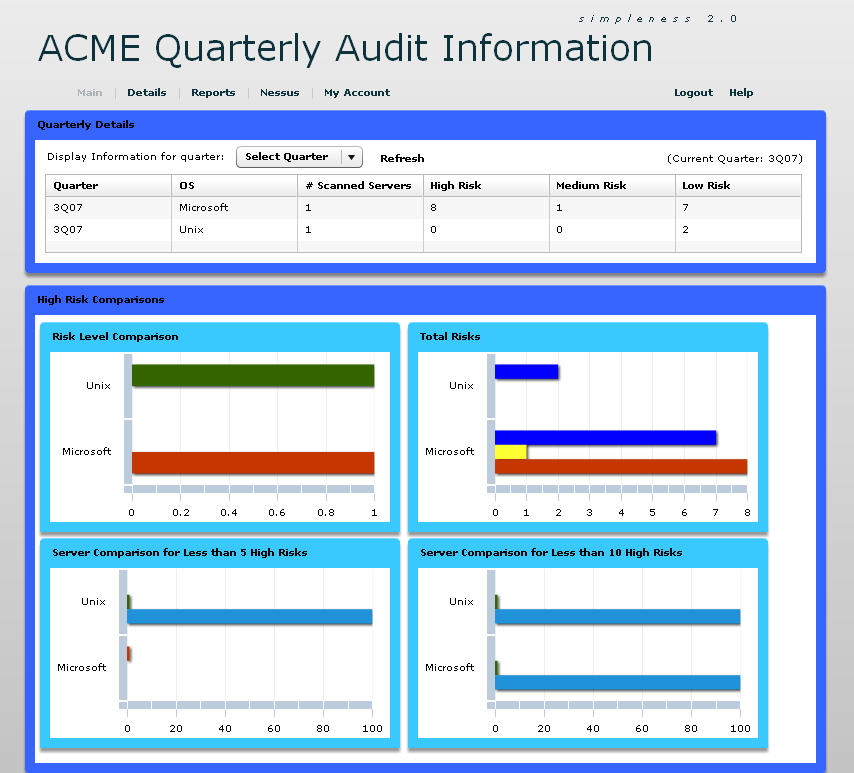 simpleness 2.0
ACME Quarterly Audit Information
Main Details Reports Nessus My Account Logout Help
Quarterly Details
Display Information for quarter: Select Quarter Refresh (Current Quarter: 3Q07)
Quarter OS # Scanned Servers High Risk Medium Risk Low Risk
3Q07 Microsoft 1 8 1 7
3Q07 Unix 1 0 0 2
High Risk Comparisons
Risk Level Comparison
Unix
Microsoft
0 0.2 0.4 0.6 0.8 1
Total Risks
Unix
Microsoft
0 1 2 3 4 5 6 7 8
Server Comparison for Less than 5 High Risks
Unix
Microsoft
0 20 40 60 80 100
Server Comparison for Less than 10 High Risks
Unix
Microsoft
0 20 40 60 80 100